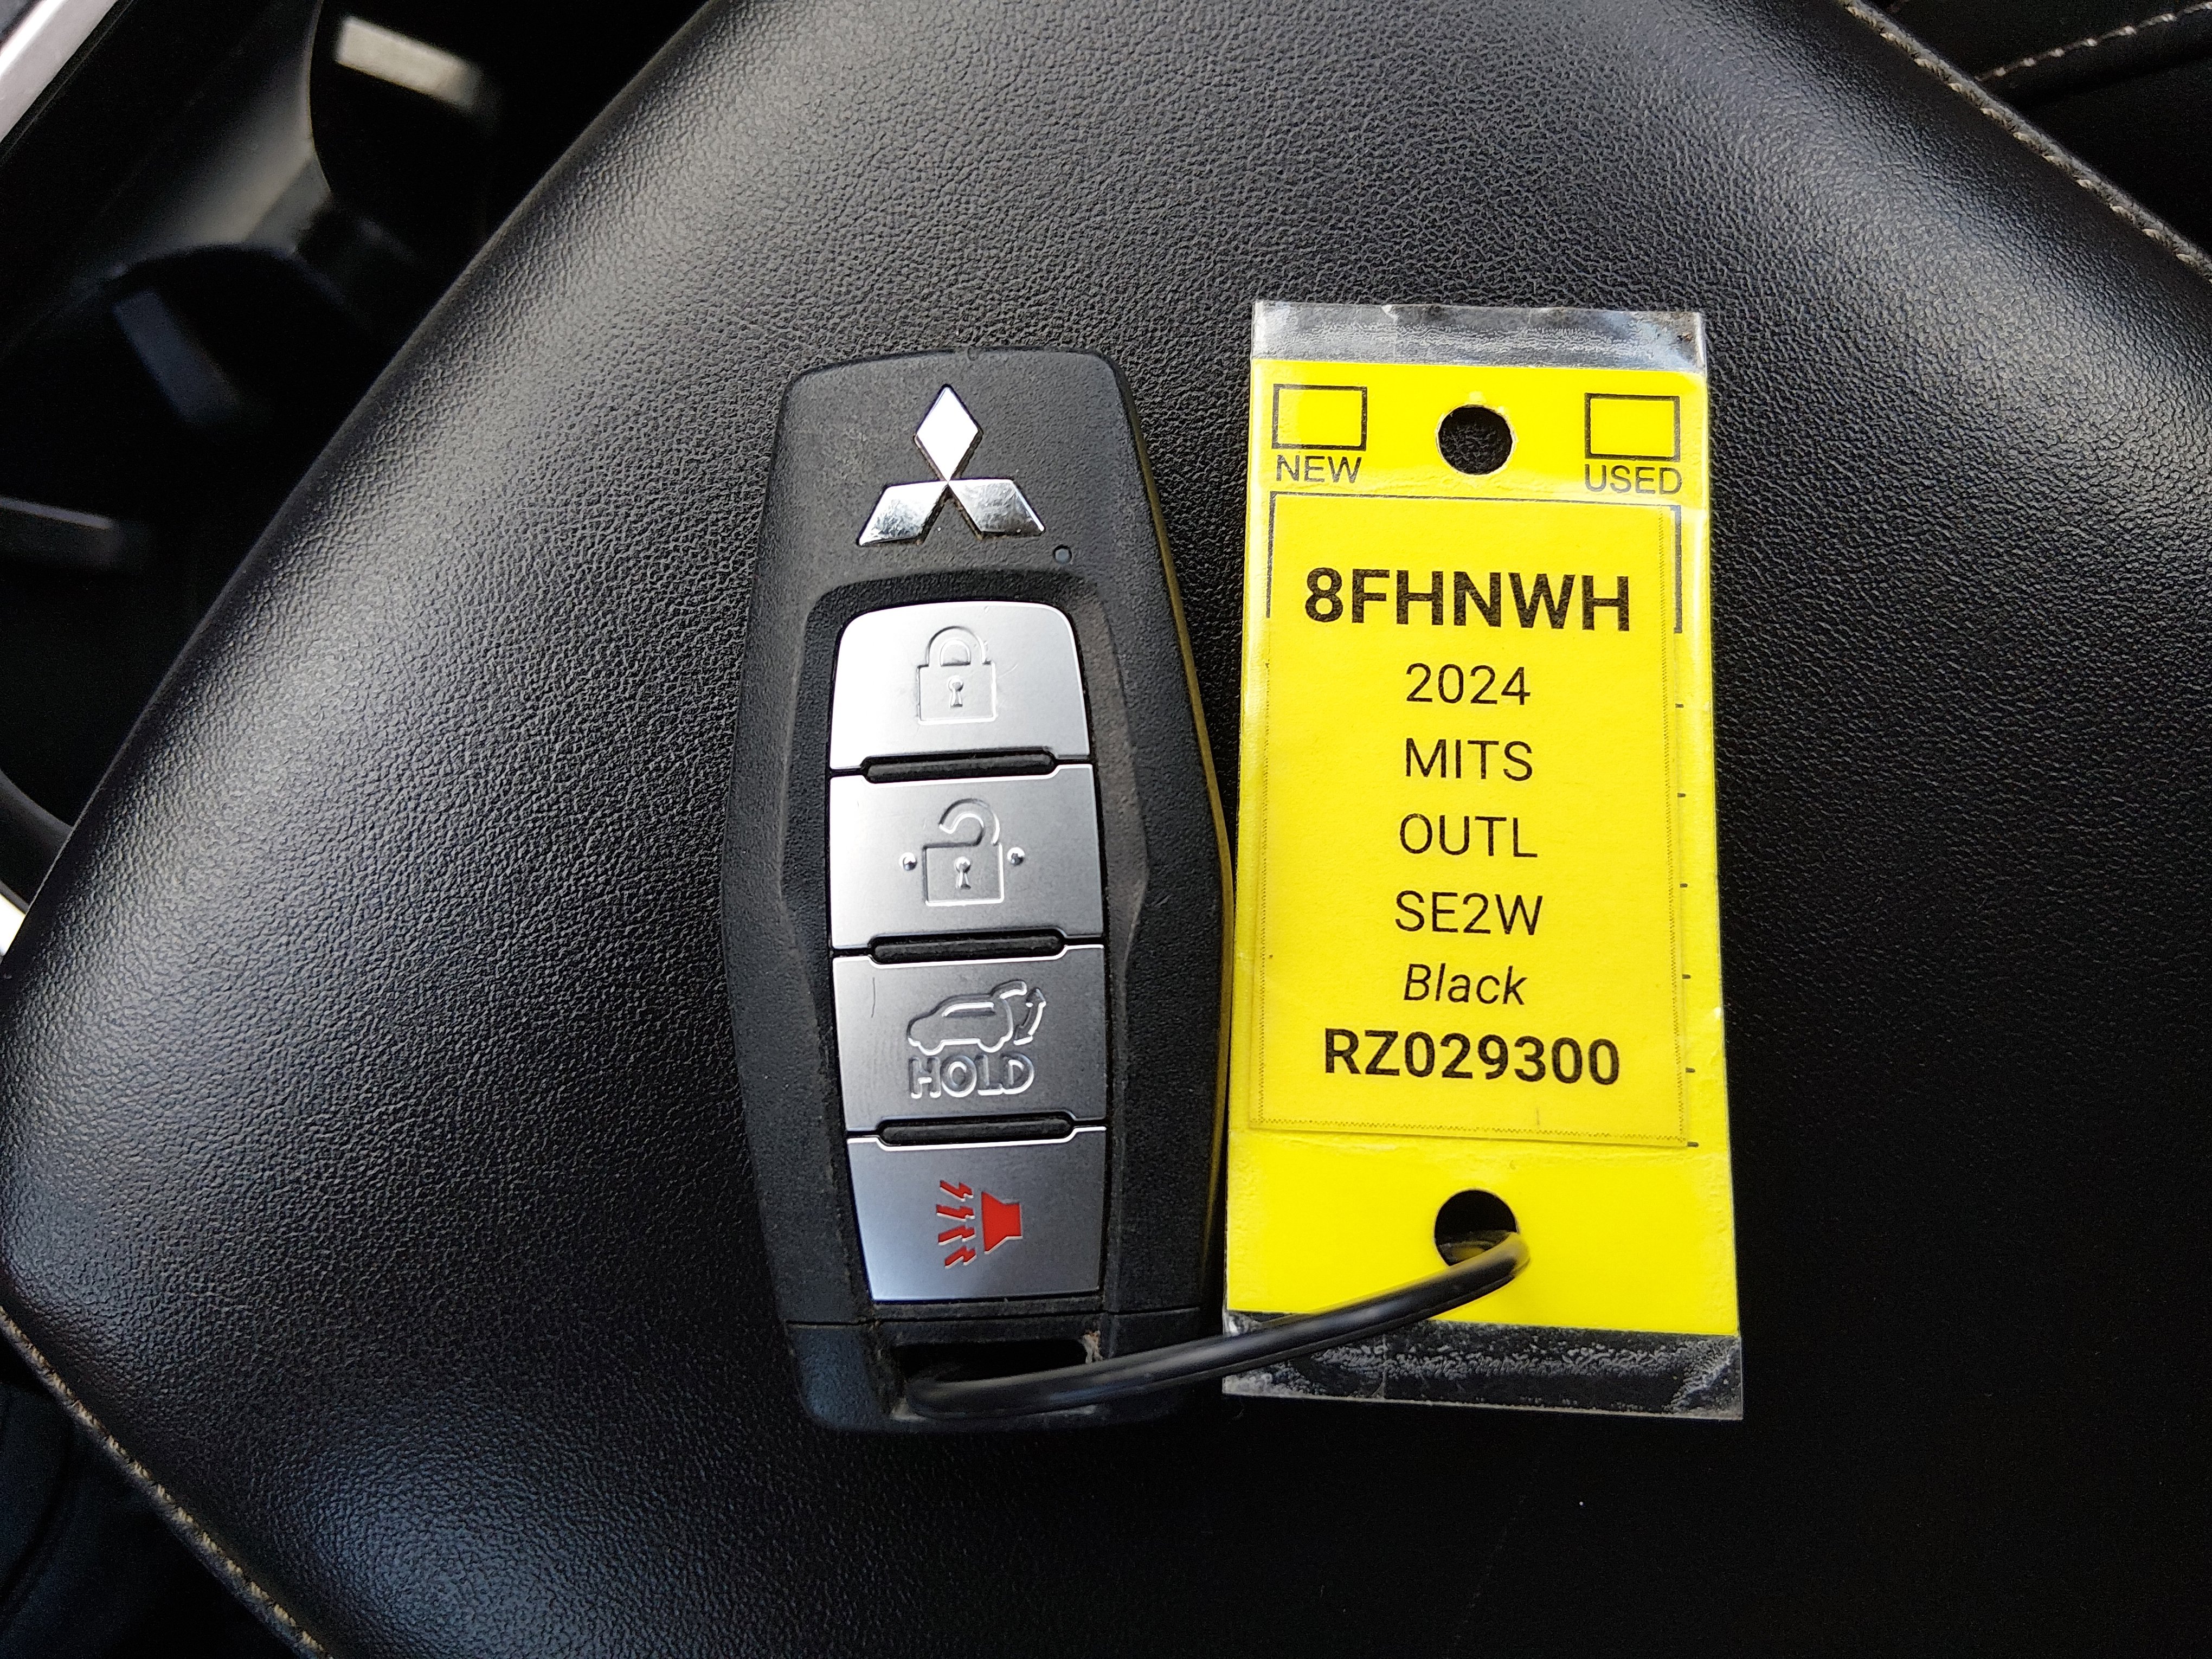 NEW
USED
8FHNWH
2024
MITS
OUTL
SE2W
Black
RZ029300
HOLD